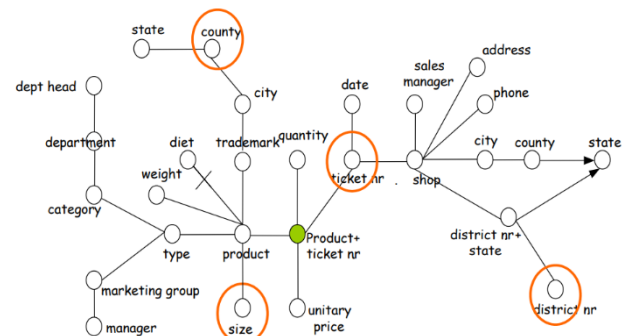 state
county
address
sales
manager
dept head
date
phone
city
department
diet
trademark
quantity
city
county
state
weight
ticket nr
shop
category
type
product
Product+
ticket nr
district nr+
state
marketing group
manager
size
unitary
price
district nr